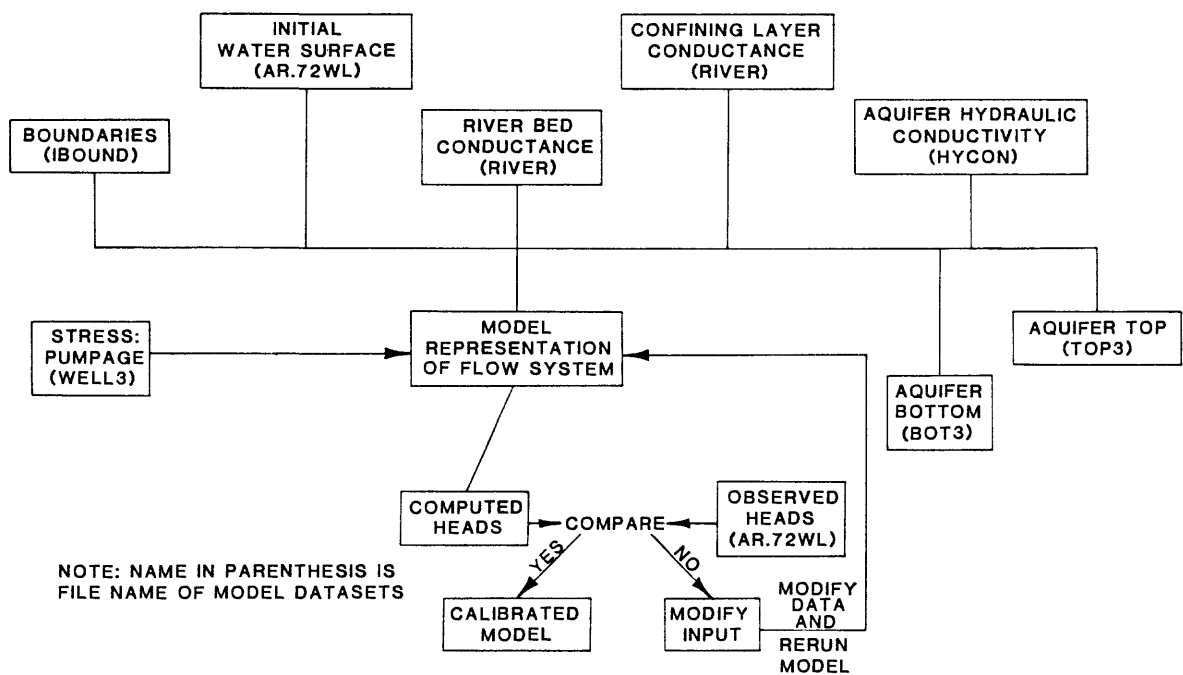 INITIAL
WATER SURFACE
(AR.72WL)
CONFINING LAYER
CONDUCTANCE
(RIVER)
BOUNDARIES
(IBOUND)
RIVER BED
CONDUCTANCE
(RIVER)
AQUIFER HYDRAULIC
CONDUCTIVITY
(HYCON)
STRESS:
PUMPAGE
(WELL3)
MODEL
REPRESENTATION
OF FLOW SYSTEM
AQUIFER TOP
(TOP3)
AQUIFER
BOTTOM
(BOT3)
COMPUTED
HEADS
COMPARE
OBSERVED
HEADS
(AR.72WL)
YES
NO
NOTE: NAME IN PARENTHESIS IS
FILE NAME OF MODEL DATASETS
CALIBRATED
MODEL
MODIFY
INPUT
MODIFY
DATA
AND
RERUN
MODEL